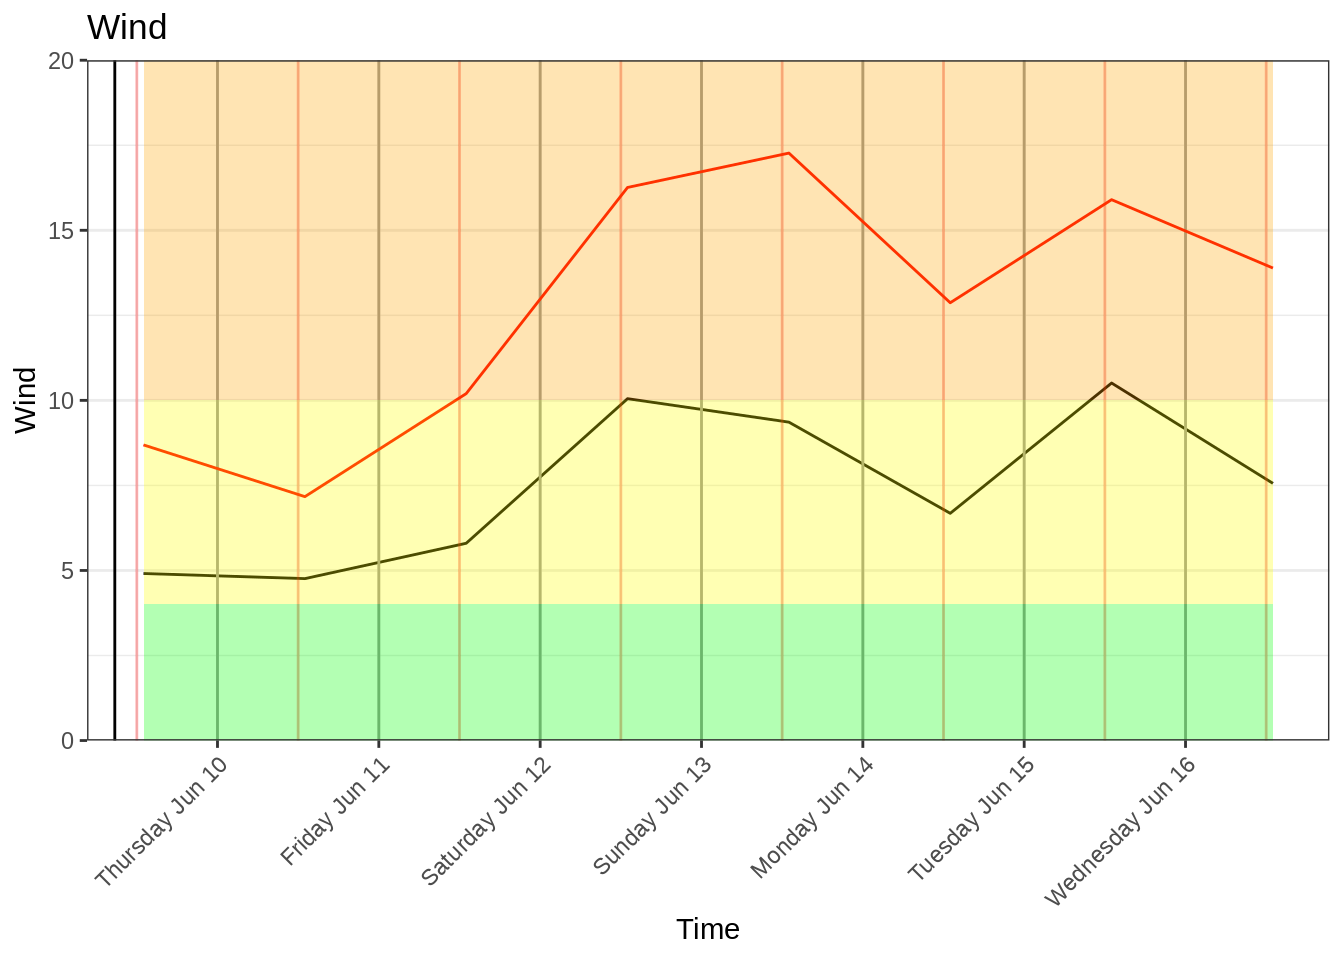 Wind
20
15
10
5
0
Wind
Thursday Jun 10
Friday Jun 11
Saturday Jun 12
Sunday Jun 13
Monday Jun 14
Tuesday Jun 15
Wednesday Jun 16
Time